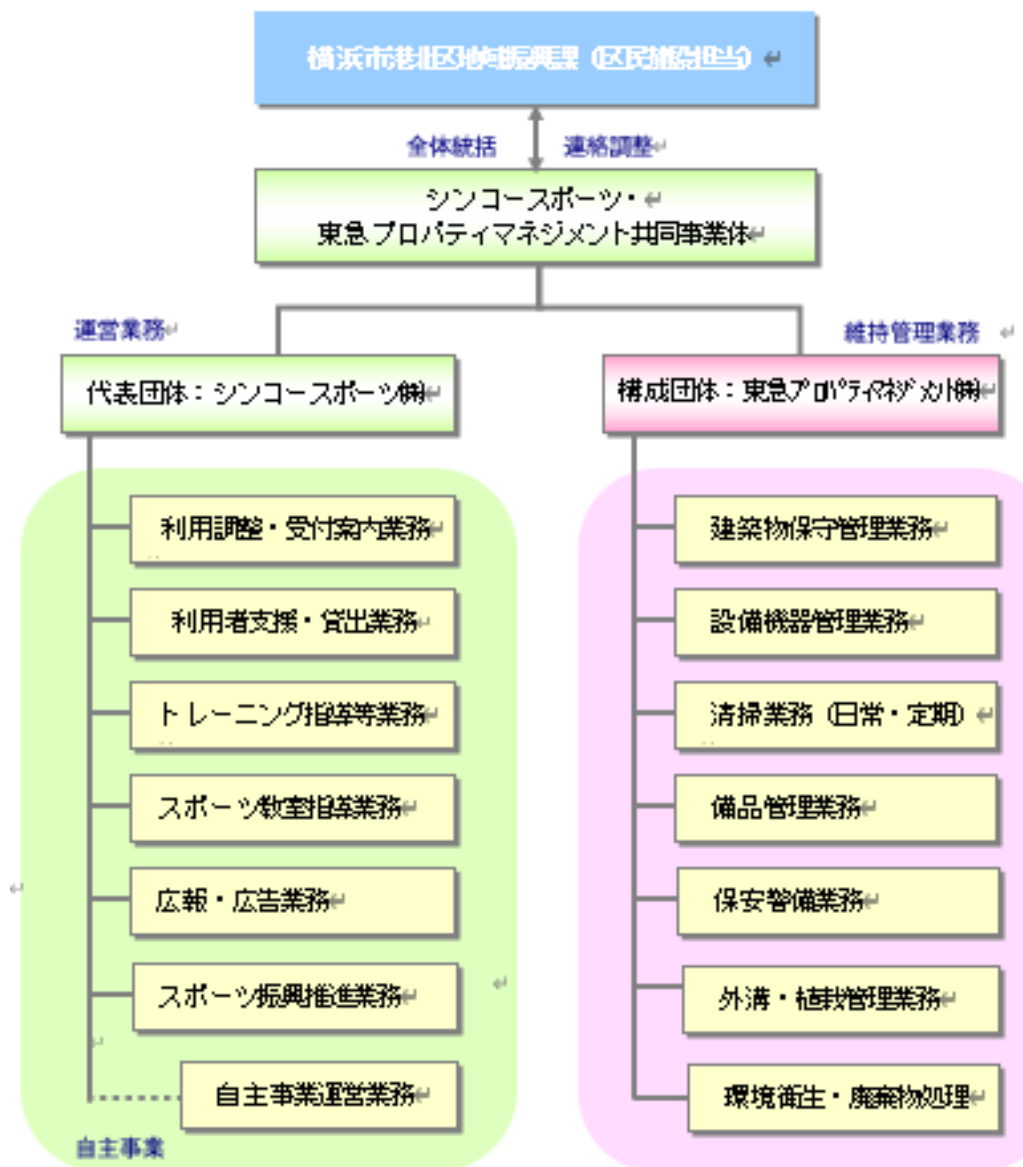 横浜市港北区地域振興課（区民施設担当）
全体統括
連絡調整
シンコースポーツ・
東急プロパティマネジメント共同事業体
運営業務
維持管理業務
代表団体：シンコースポーツ㈱
構成団体：東急ﾌﾟﾛﾊﾟﾃｨﾏﾈｼﾞﾒﾝﾄ㈱
利用調整・受付案内業務
利用者支援・貸出業務
トレーニング指導等業務
スポーツ教室指導業務
広報・広告業務
スポーツ振興推進業務
自主事業運営業務
自主事業
建築物保守管理業務
設備機器管理業務
清掃業務（日常・定期）
備品管理業務
保安警備業務
外溝・植栽管理業務
環境衛生・廃棄物処理